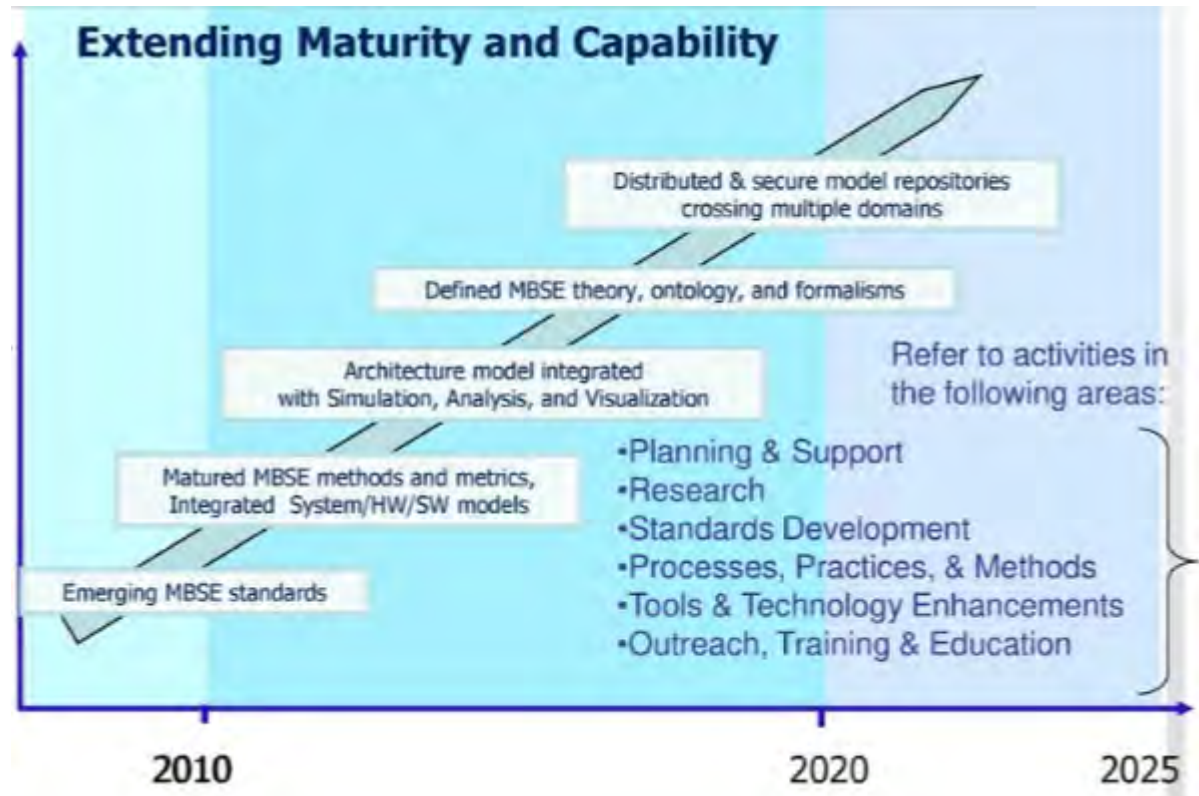 Extending Maturity and Capability
Distributed & secure model repositories
crossing multiple domains
Defined MBSE theory, ontology, and formalisms
Architecture model integrated
with Simulation, Analysis, and Visualization
Matured MBSE methods and metrics,
Integrated System/HW/SW models
Emerging MBSE standards
Refer to activities in
the following areas:
•Planning & Support
•Research
•Standards Development
•Processes, Practices, & Methods
•Tools & Technology Enhancements
•Outreach, Training & Education
2010
2020
2025